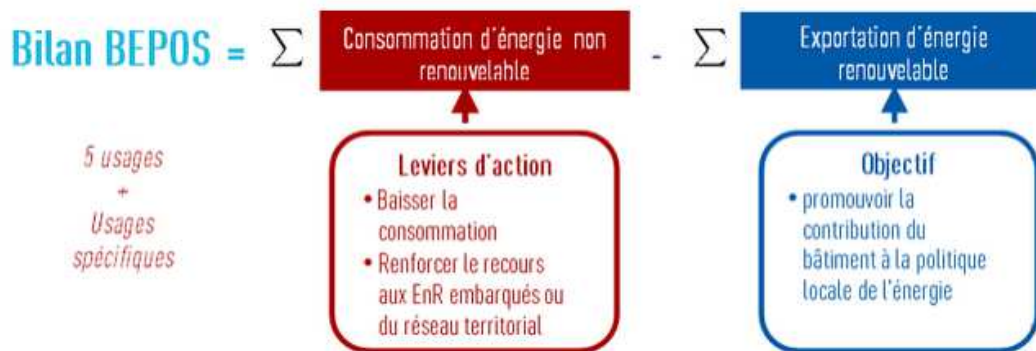 Bilan BEPOS = ∑ Consommation d'énergie non renouvelable - ∑ Exportation d'énergie renouvelable
5 usages
+
Usages
spécifiques
Leviers d'action
• Baisser la
consommation
• Renforcer le recours
aux EnR embarqués ou
du réseau territorial
Objectif
• promouvoir la
contribution du
bâtiment à la politique
locale de l'énergie